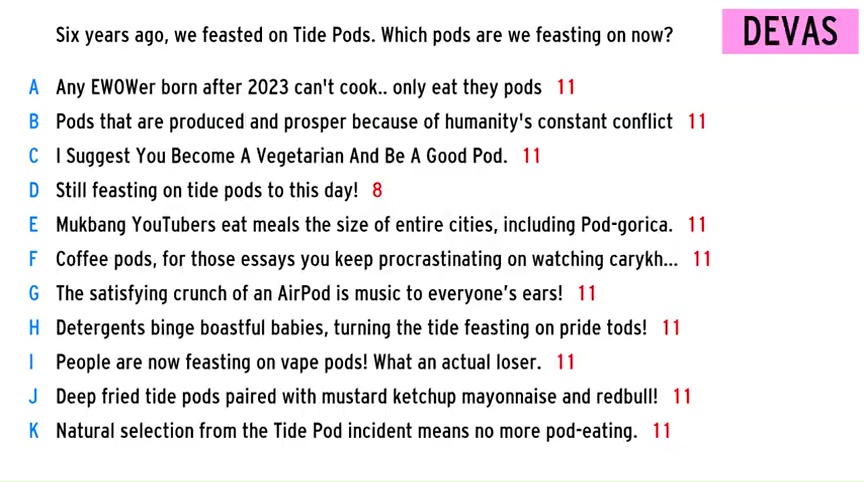 Six years ago, we feasted on Tide Pods. Which pods are we feasting on now?
DEVAS
A Any EWOWer born after 2023 can't cook.. only eat they pods 11
B Pods that are produced and prosper because of humanity's constant conflict 11
C I Suggest You Become A Vegetarian And Be A Good Pod. 11
D Still feasting on tide pods to this day! 8
E Mukbang YouTubers eat meals the size of entire cities, including Pod-gorica. 11
F Coffee pods, for those essays you keep procrastinating on watching carykh... 11
G The satisfying crunch of an AirPod is music to everyone’s ears! 11
H Detergents binge boastful babies, turning the tide feasting on pride tods! 11
I People are now feasting on vape pods! What an actual loser. 11
J Deep fried tide pods paired with mustard ketchup mayonnaise and redbull! 11
K Natural selection from the Tide Pod incident means no more pod-eating. 11